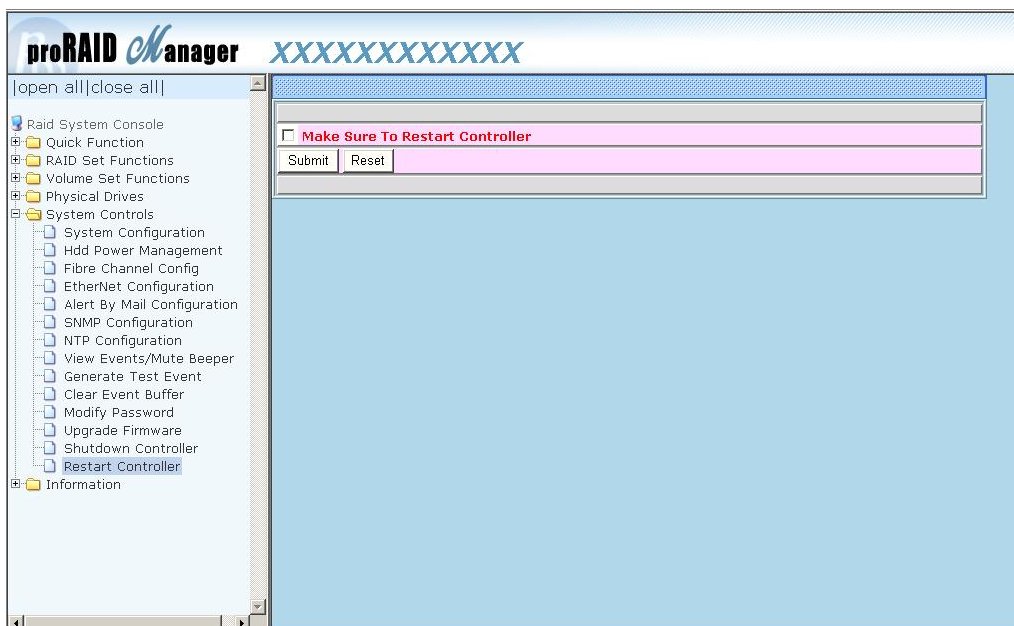 proRAID Manager XXXXXXXXXXXX
|open all|close all|
Raid System Console
Quick Function
RAID Set Functions
Volume Set Functions
Physical Drives
System Controls
System Configuration
Hdd Power Management
Fibre Channel Config
EtherNet Configuration
Alert By Mail Configuration
SNMP Configuration
NTP Configuration
View Events/Mute Beeper
Generate Test Event
Clear Event Buffer
Modify Password
Upgrade Firmware
Shutdown Controller
Restart Controller
Information
Make Sure To Restart Controller
Submit Reset